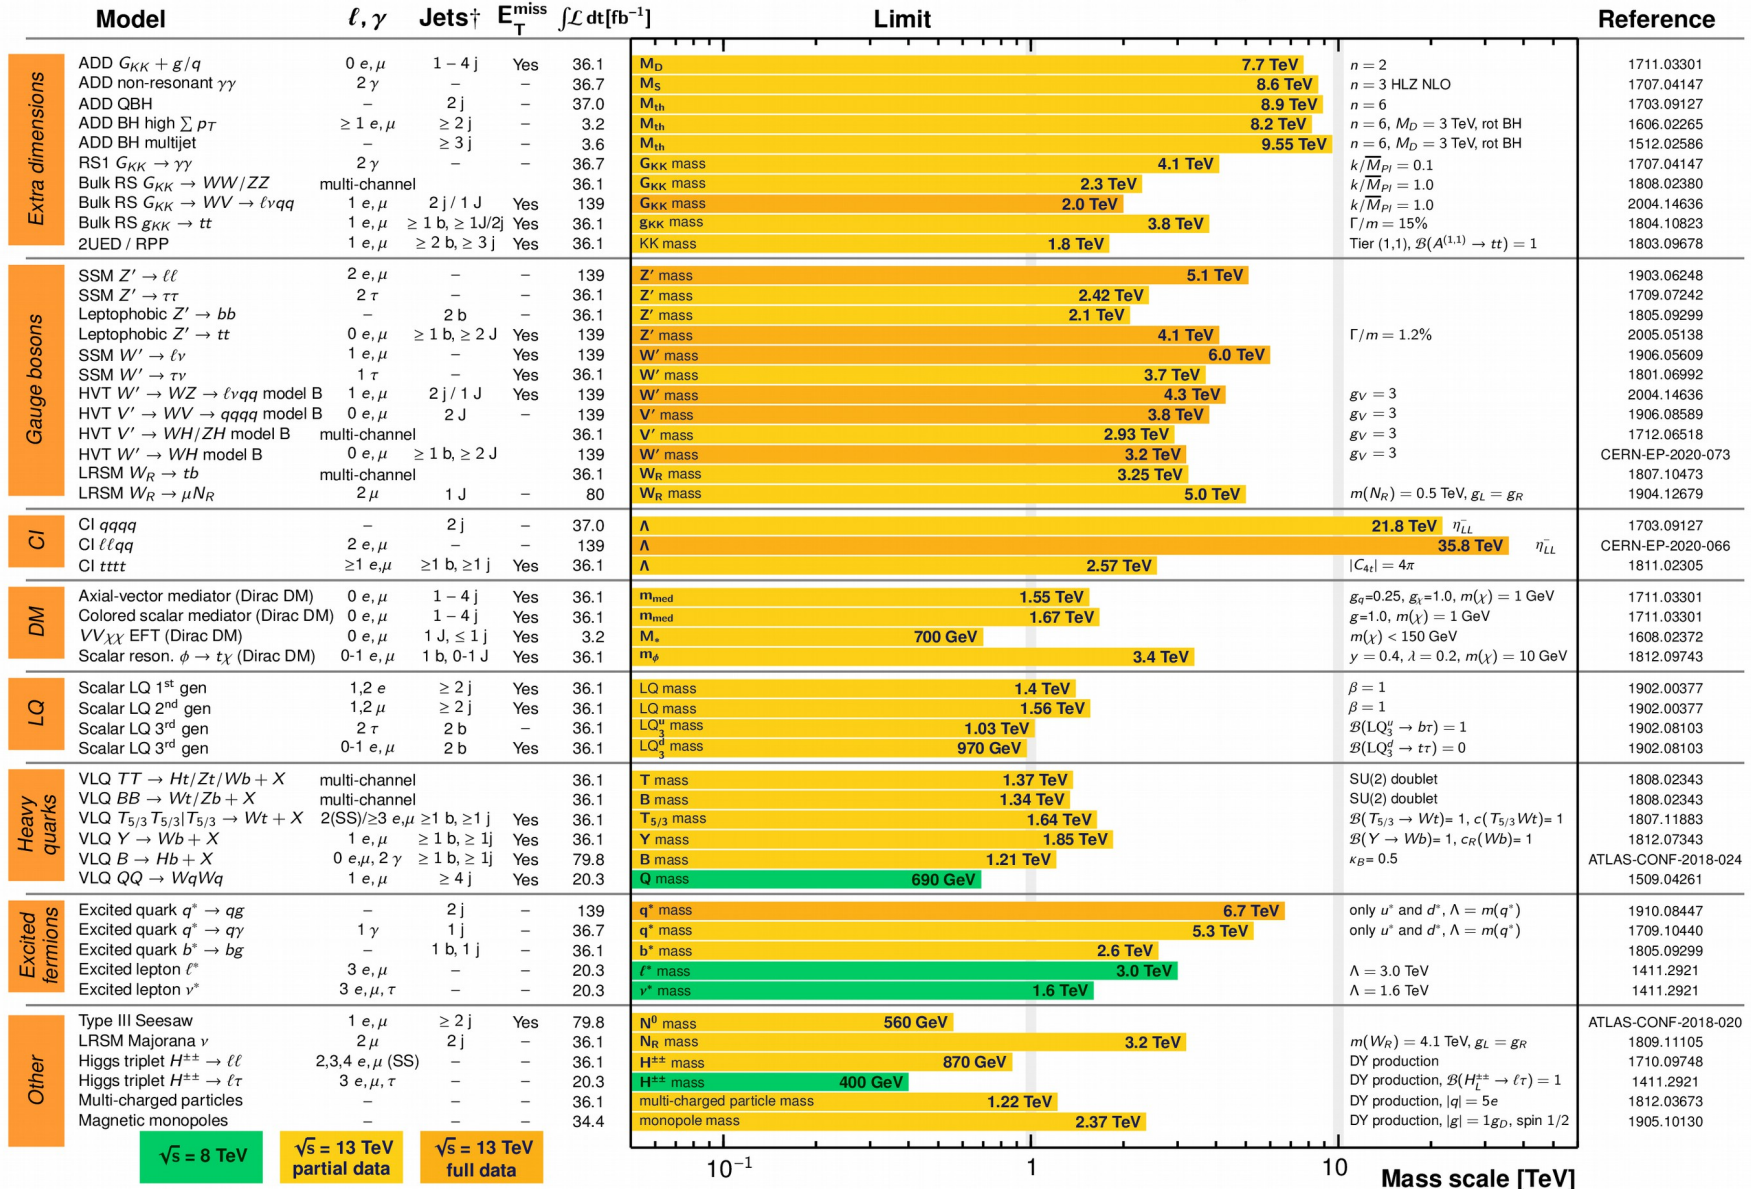 Model ℓ, γ Jets† E_T^miss ∫ℒ dt[fb⁻¹] Limit Reference
Extra dimensions
ADD G_KK + g/q 0 e, μ 1 − 4 j Yes 36.1 M_D 7.7 TeV n = 2 1711.03301
ADD non-resonant γγ 2 γ – – 36.7 M_S 8.6 TeV n = 3 HLZ NLO 1707.04147
ADD QBH – 2 j – 37.0 M_th 8.9 TeV n = 6 1703.09127
ADD BH high ∑ p_T ≥ 1 e, μ ≥ 2 j – 3.2 M_th 8.2 TeV n = 6, M_D = 3 TeV, rot BH 1606.02265
ADD BH multijet – ≥ 3 j – 3.6 M_th 9.55 TeV n = 6, M_D = 3 TeV, rot BH 1512.02586
RS1 G_KK → γγ 2 γ – – 36.7 G_KK mass 4.1 TeV k/M̅_Pl = 0.1 1707.04147
Bulk RS G_KK → WW/ZZ multi-channel 36.1 G_KK mass 2.3 TeV k/M̅_Pl = 1.0 1808.02380
Bulk RS G_KK → WV → ℓνqq 1 e, μ 2 j / 1 J Yes 139 G_KK mass 2.0 TeV k/M̅_Pl = 1.0 2004.14636
Bulk RS g_KK → tt 1 e, μ ≥ 1 b, ≥ 1J/2j Yes 36.1 g_KK mass 3.8 TeV Γ/m = 15% 1804.10823
2UED / RPP 1 e, μ ≥ 2 b, ≥ 3 j Yes 36.1 KK mass 1.8 TeV Tier (1,1), ℬ(A^(1,1) → tt) = 1 1803.09678
Gauge bosons
SSM Z′ → ℓℓ 2 e, μ – – 139 Z′ mass 5.1 TeV 1903.06248
SSM Z′ → ττ 2 τ – – 36.1 Z′ mass 2.42 TeV 1709.07242
Leptophobic Z′ → bb – 2 b – 36.1 Z′ mass 2.1 TeV 1805.09299
Leptophobic Z′ → tt 0 e, μ ≥ 1 b, ≥ 2 J Yes 139 Z′ mass 4.1 TeV Γ/m = 1.2% 2005.05138
SSM W′ → ℓν 1 e, μ – Yes 139 W′ mass 6.0 TeV 1906.05609
SSM W′ → τν 1 τ – Yes 36.1 W′ mass 3.7 TeV 1801.06992
HVT W′ → WZ → ℓνqq model B 1 e, μ 2 j / 1 J Yes 139 W′ mass 4.3 TeV g_V = 3 2004.14636
HVT V′ → WV → qqqq model B 0 e, μ 2 J – 139 V′ mass 3.8 TeV g_V = 3 1906.08589
HVT V′ → WH/ZH model B multi-channel 36.1 V′ mass 2.93 TeV g_V = 3 1712.06518
HVT W′ → WH model B 0 e, μ ≥ 1 b, ≥ 2 J 139 W′ mass 3.2 TeV g_V = 3 CERN-EP-2020-073
LRSM W_R → tb multi-channel 36.1 W_R mass 3.25 TeV 1807.10473
LRSM W_R → μN_R 2 μ 1 J – 80 W_R mass 5.0 TeV m(N_R) = 0.5 TeV, g_L = g_R 1904.12679
CI
CI qqqq – 2 j – 37.0 Λ 21.8 TeV η⁻_LL 1703.09127
CI ℓℓqq 2 e, μ – – 139 Λ 35.8 TeV η⁻_LL CERN-EP-2020-066
CI tttt ≥1 e,μ ≥1 b, ≥1 j Yes 36.1 Λ 2.57 TeV |C_4t| = 4π 1811.02305
DM
Axial-vector mediator (Dirac DM) 0 e, μ 1 − 4 j Yes 36.1 m_med 1.55 TeV g_q=0.25, g_χ=1.0, m(χ) = 1 GeV 1711.03301
Colored scalar mediator (Dirac DM) 0 e, μ 1 − 4 j Yes 36.1 m_med 1.67 TeV g=1.0, m(χ) = 1 GeV 1711.03301
VVχχ EFT (Dirac DM) 0 e, μ 1 J, ≤ 1 j Yes 3.2 M_* 700 GeV m(χ) < 150 GeV 1608.02372
Scalar reson. φ → tχ (Dirac DM) 0-1 e, μ 1 b, 0-1 J Yes 36.1 m_φ 3.4 TeV y = 0.4, λ = 0.2, m(χ) = 10 GeV 1812.09743
LQ
Scalar LQ 1st gen 1,2 e ≥ 2 j Yes 36.1 LQ mass 1.4 TeV β = 1 1902.00377
Scalar LQ 2nd gen 1,2 μ ≥ 2 j Yes 36.1 LQ mass 1.56 TeV β = 1 1902.00377
Scalar LQ 3rd gen 2 τ 2 b – 36.1 LQ₃ᵘ mass 1.03 TeV ℬ(LQ₃ᵘ → bτ) = 1 1902.08103
Scalar LQ 3rd gen 0-1 e, μ 2 b Yes 36.1 LQ₃ᵈ mass 970 GeV ℬ(LQ₃ᵈ → tτ) = 0 1902.08103
Heavy quarks
VLQ TT → Ht/Zt/Wb + X multi-channel 36.1 T mass 1.37 TeV SU(2) doublet 1808.02343
VLQ BB → Wt/Zb + X multi-channel 36.1 B mass 1.34 TeV SU(2) doublet 1808.02343
VLQ T_5/3 T_5/3|T_5/3 → Wt + X 2(SS)/≥3 e,μ ≥1 b, ≥1 j Yes 36.1 T_5/3 mass 1.64 TeV ℬ(T_5/3 → Wt)= 1, c(T_5/3 Wt)= 1 1807.11883
VLQ Y → Wb + X 1 e, μ ≥ 1 b, ≥ 1j Yes 36.1 Y mass 1.85 TeV ℬ(Y → Wb)= 1, c_R(Wb)= 1 1812.07343
VLQ B → Hb + X 0 e,μ, 2 γ ≥ 1 b, ≥ 1j Yes 79.8 B mass 1.21 TeV κ_B= 0.5 ATLAS-CONF-2018-024
VLQ QQ → WqWq 1 e, μ ≥ 4 j Yes 20.3 Q mass 690 GeV 1509.04261
Excited fermions
Excited quark q* → qg – 2 j – 139 q* mass 6.7 TeV only u* and d*, Λ = m(q*) 1910.08447
Excited quark q* → qγ 1 γ 1 j – 36.7 q* mass 5.3 TeV only u* and d*, Λ = m(q*) 1709.10440
Excited quark b* → bg – 1 b, 1 j – 36.1 b* mass 2.6 TeV 1805.09299
Excited lepton ℓ* 3 e, μ – – 20.3 ℓ* mass 3.0 TeV Λ = 3.0 TeV 1411.2921
Excited lepton ν* 3 e, μ, τ – – 20.3 ν* mass 1.6 TeV Λ = 1.6 TeV 1411.2921
Other
Type III Seesaw 1 e, μ ≥ 2 j Yes 79.8 N⁰ mass 560 GeV ATLAS-CONF-2018-020
LRSM Majorana ν 2 μ 2 j – 36.1 N_R mass 3.2 TeV m(W_R) = 4.1 TeV, g_L = g_R 1809.11105
Higgs triplet H^±± → ℓℓ 2,3,4 e, μ (SS) – – 36.1 H^±± mass 870 GeV DY production 1710.09748
Higgs triplet H^±± → ℓτ 3 e, μ, τ – – 20.3 H^±± mass 400 GeV DY production, ℬ(H_L^±± → ℓτ) = 1 1411.2921
Multi-charged particles – – – 36.1 multi-charged particle mass 1.22 TeV DY production, |q| = 5e 1812.03673
Magnetic monopoles – – – 34.4 monopole mass 2.37 TeV DY production, |g| = 1g_D, spin 1/2 1905.10130
√s = 8 TeV
√s = 13 TeV partial data
√s = 13 TeV full data
10⁻¹ 1 10
Mass scale [TeV]